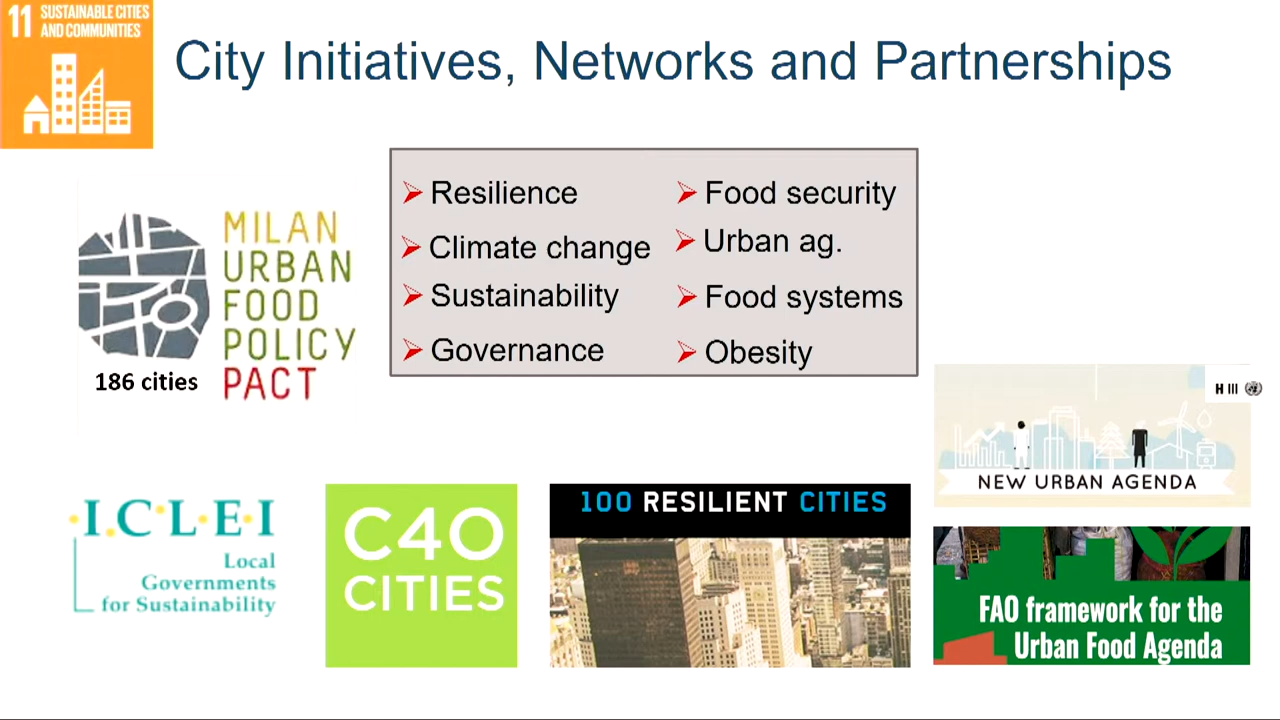 11 SUSTAINABLE CITIES
AND COMMUNITIES
City Initiatives, Networks and Partnerships
Resilience
Climate change
Sustainability
Governance
Food security
Urban ag.
Food systems
Obesity
MILAN
URBAN
FOOD
POLICY
PACT
186 cities
H III
NEW URBAN AGENDA
I.C.L.E.I
Local
Governments
for Sustainability
C40
CITIES
100 RESILIENT CITIES
FAO framework for the
Urban Food Agenda